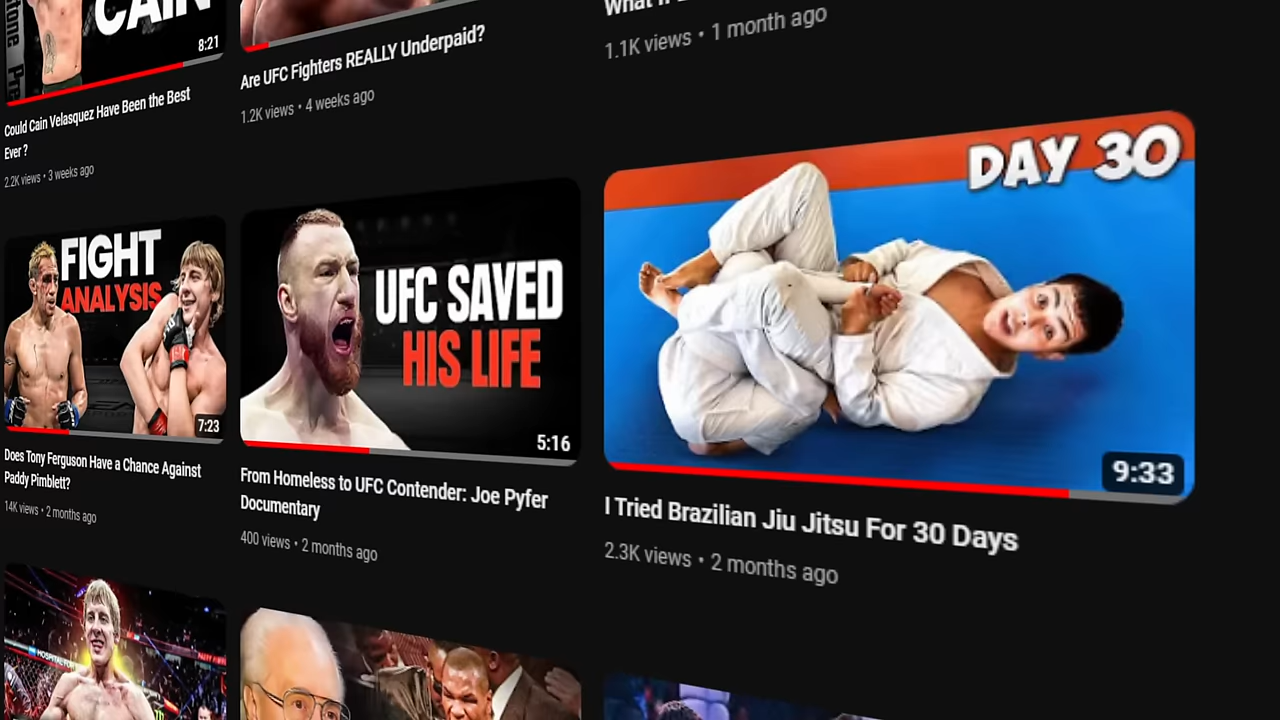 CAIN
8:21
Could Cain Velasquez Have Been the Best
Ever ?
2.2K views • 3 weeks ago
Are UFC Fighters REALLY Underpaid?
1.2K views • 4 weeks ago
What If
1.1K views • 1 month ago
FIGHT
ANALYSIS
7:23
Does Tony Ferguson Have a Chance Against
Paddy Pimblett?
14K views • 2 months ago
UFC SAVED
HIS LIFE
5:16
From Homeless to UFC Contender: Joe Pyfer
Documentary
400 views • 2 months ago
DAY 30
9:33
I Tried Brazilian Jiu Jitsu For 30 Days
2.3K views • 2 months ago